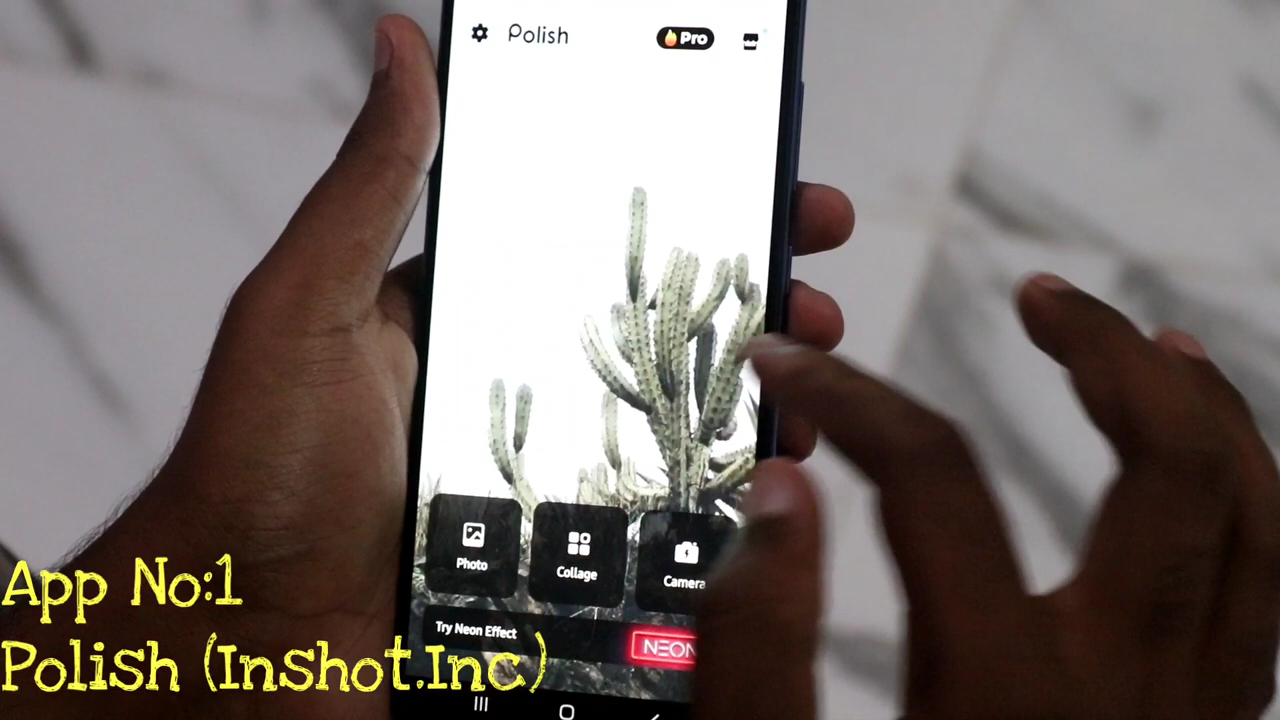 Polish
Pro
Photo
Collage
Camera
Try Neon Effect
NEON
App No:1
Polish (Inshot.Inc)